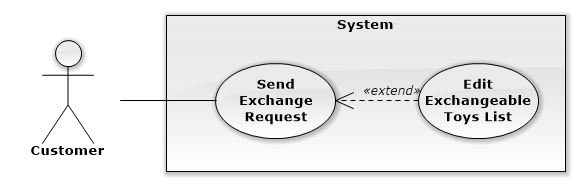 System
Send
Exchange
Request
«extend»
Edit
Exchangeable
Toys List
Customer